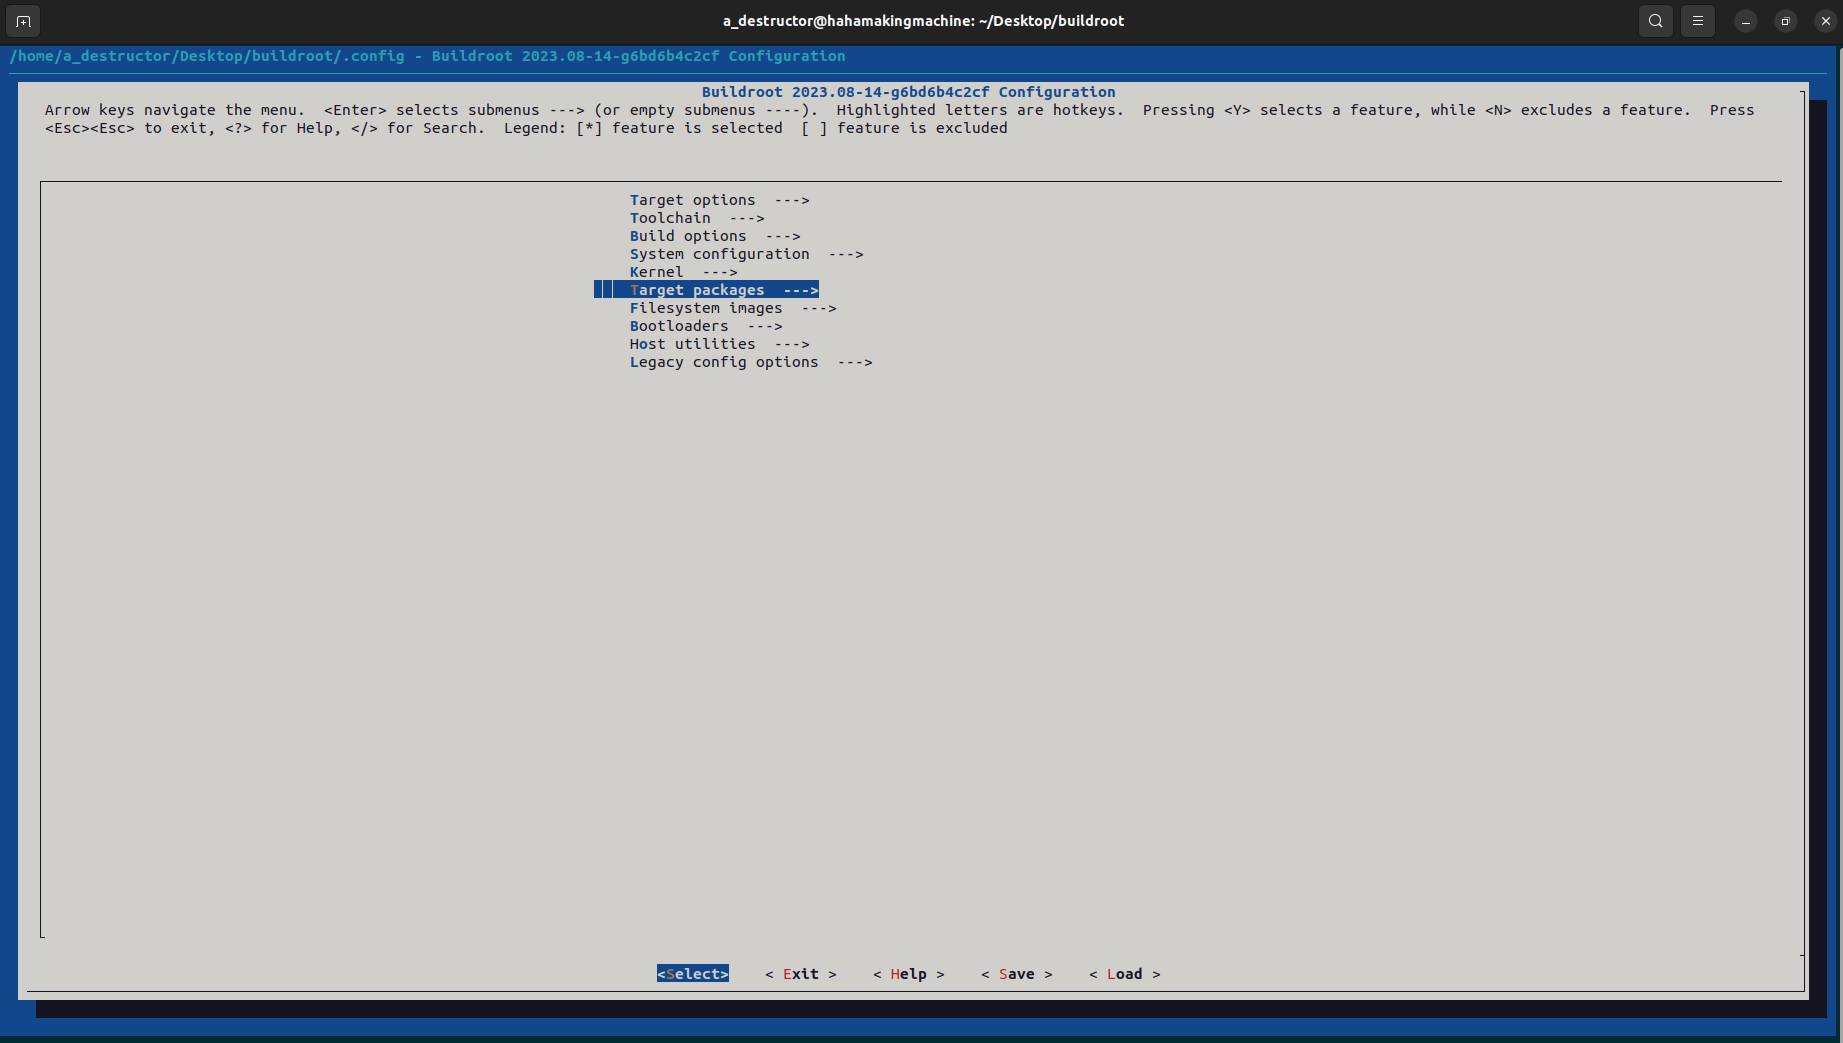 a_destructor@hahamakingmachine: ~/Desktop/buildroot
/home/a_destructor/Desktop/buildroot/.config - Buildroot 2023.08-14-g6bd6b4c2cf Configuration
Buildroot 2023.08-14-g6bd6b4c2cf Configuration
Arrow keys navigate the menu.  <Enter> selects submenus ---> (or empty submenus ----).  Highlighted letters are hotkeys.  Pressing <Y> selects a feature, while <N> excludes a feature.  Press
<Esc><Esc> to exit, <?> for Help, </> for Search.  Legend: [*] feature is selected  [ ] feature is excluded
Target options  --->
Toolchain  --->
Build options  --->
System configuration  --->
Kernel  --->
Target packages  --->
Filesystem images  --->
Bootloaders  --->
Host utilities  --->
Legacy config options  --->
<Select>    < Exit >    < Help >    < Save >    < Load >